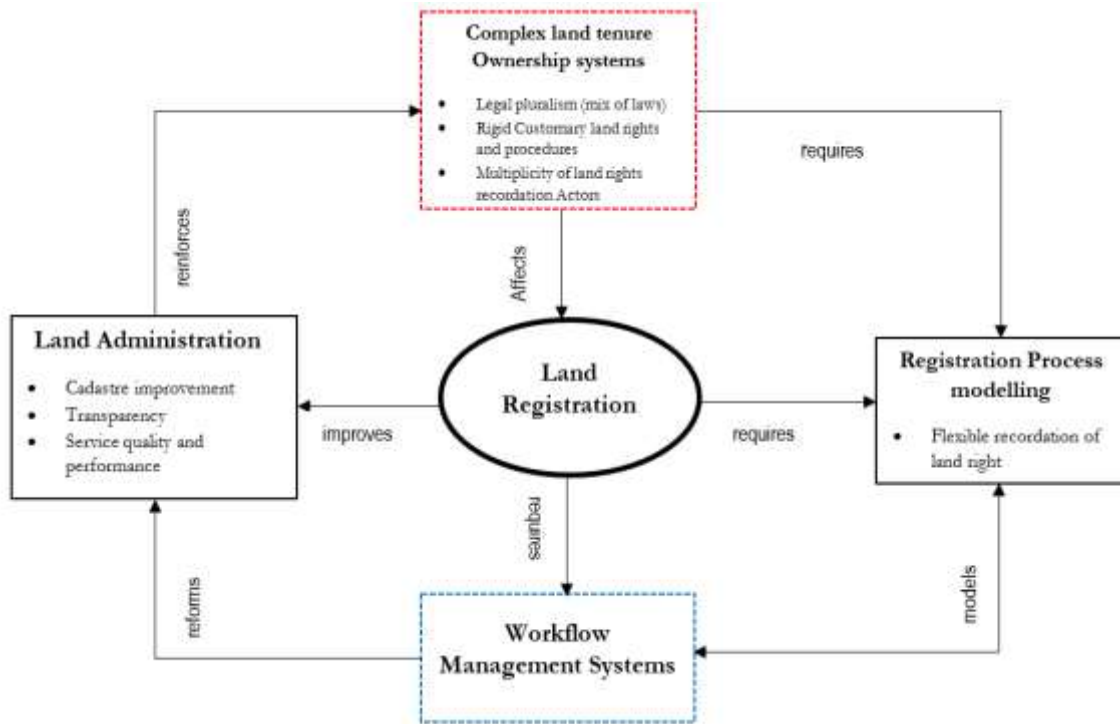 Complex land tenure
Ownership systems
• Legal pluralism (mix of laws)
• Rigid Customary land rights
and procedures
• Multiplicity of land rights
recordation Actors
requires
reinforces
Affects
Land Administration
• Cadastre improvement
• Transparency
• Service quality and
performance
Land
Registration
Registration Process
modelling
• Flexible recordation of
land right
improves
requires
requires
reforms
models
Workflow
Management Systems